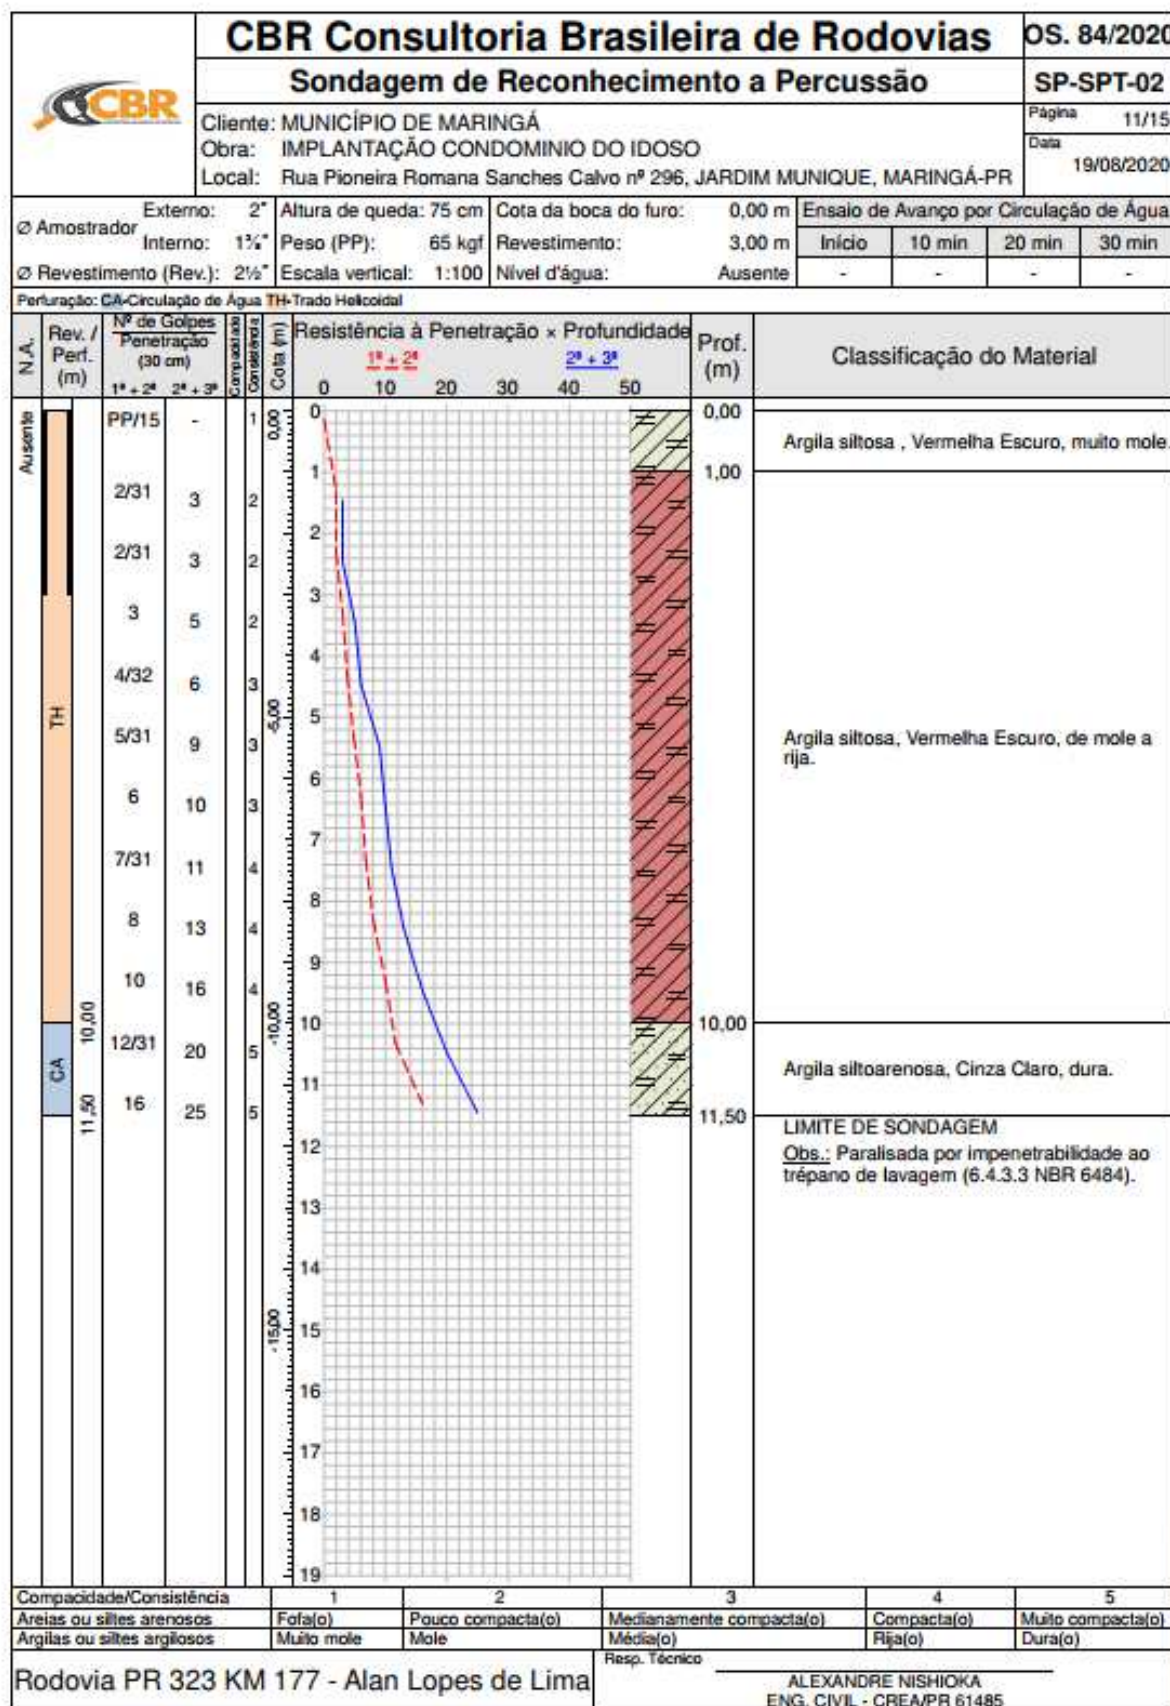 CBR Consultoria Brasileira de Rodovias
OS. 84/2020
CBR
Sondagem de Reconhecimento a Percussão
SP-SPT-02
Cliente: MUNICÍPIO DE MARINGÁ
Página 11/15
Obra: IMPLANTAÇÃO CONDOMINIO DO IDOSO
Data 19/08/2020
Local: Rua Pioneira Romana Sanches Calvo nº 296, JARDIM MUNIQUE, MARINGÁ-PR
Ø Amostrador Externo: 2" Altura de queda: 75 cm Cota da boca do furo: 0,00 m Ensaio de Avanço por Circulação de Água
Interno: 1⅜" Peso (PP): 65 kgf Revestimento: 3,00 m Início 10 min 20 min 30 min
Ø Revestimento (Rev.): 2½" Escala vertical: 1:100 Nível d'água: Ausente - - - -
Perfuração: CA-Circulação de Água TH-Trado Helicoidal
N.A.
Rev. / Perf. (m)
Nº de Golpes
Penetração
(30 cm)
1ª + 2ª 2ª + 3ª
Compacidade
Consistência
Cota (m)
Resistência à Penetração × Profundidade
1ª + 2ª 2ª + 3ª
0 10 20 30 40 50
Prof. (m)
Classificação do Material
Ausente
PP/15 - 1 0,00 0 0,00
Argila siltosa , Vermelha Escuro, muito mole.
1 1,00
2/31 3 2
2
2/31 3 2
3
3 5 2
4
4/32 6 3
TH -5,00 5
5/31 9 3
Argila siltosa, Vermelha Escuro, de mole a
rija.
6
6 10 3
7
7/31 11 4
8
8 13 4
9
10 16 4
10,00 -10,00 10 10,00
12/31 20 5
CA
Argila siltoarenosa, Cinza Claro, dura.
11
16 25 5
11,50 11,50
LIMITE DE SONDAGEM
12
Obs.: Paralisada por impenetrabilidade ao
trépano de lavagem (6.4.3.3 NBR 6484).
13
14
-15,00 15
16
17
18
19
Compacidade/Consistência 1 2 3 4 5
Areias ou siltes arenosos Fofa(o) Pouco compacta(o) Medianamente compacta(o) Compacta(o) Muito compacta(o)
Argilas ou siltes argilosos Muito mole Mole Média(o) Rija(o) Dura(o)
Rodovia PR 323 KM 177 - Alan Lopes de Lima
Resp. Técnico
ALEXANDRE NISHIOKA
ENG. CIVIL - CREA/PR 61485